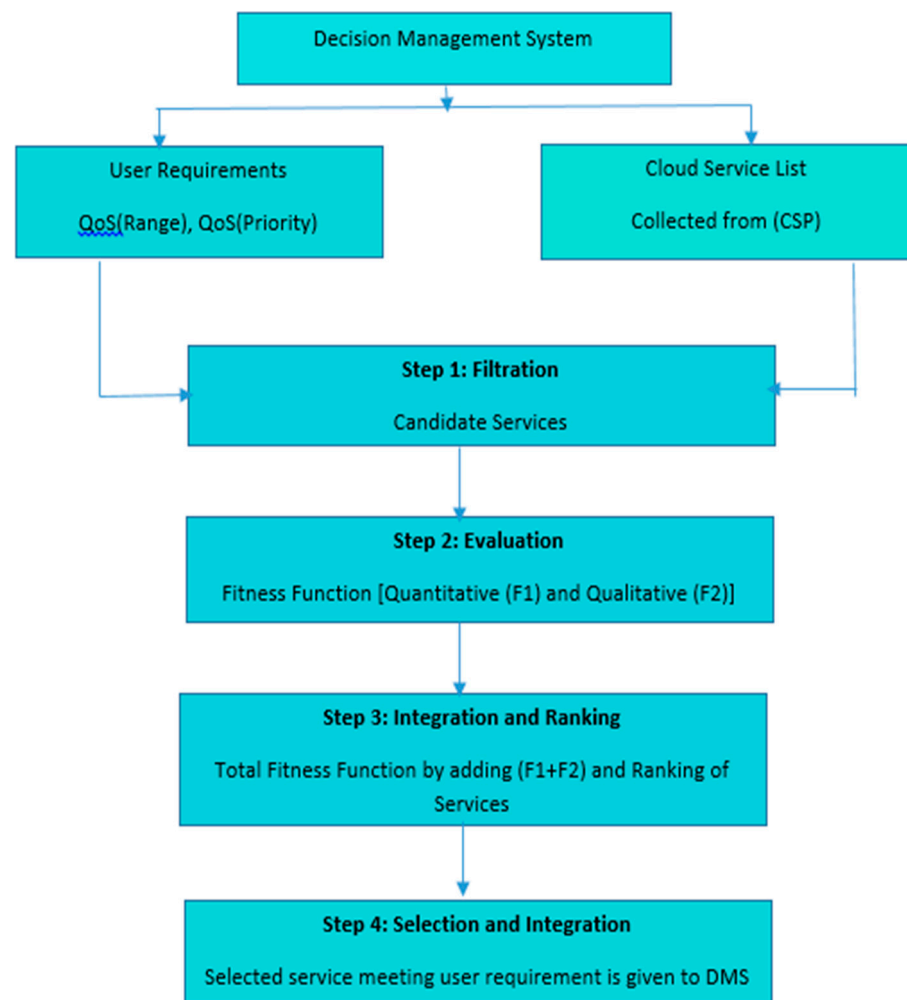 Decision Management System
User Requirements
QoS(Range), QoS(Priority)
Cloud Service List
Collected from (CSP)
Step 1: Filtration
Candidate Services
Step 2: Evaluation
Fitness Function [Quantitative (F1) and Qualitative (F2)]
Step 3: Integration and Ranking
Total Fitness Function by adding (F1+F2) and Ranking of
Services
Step 4: Selection and Integration
Selected service meeting user requirement is given to DMS